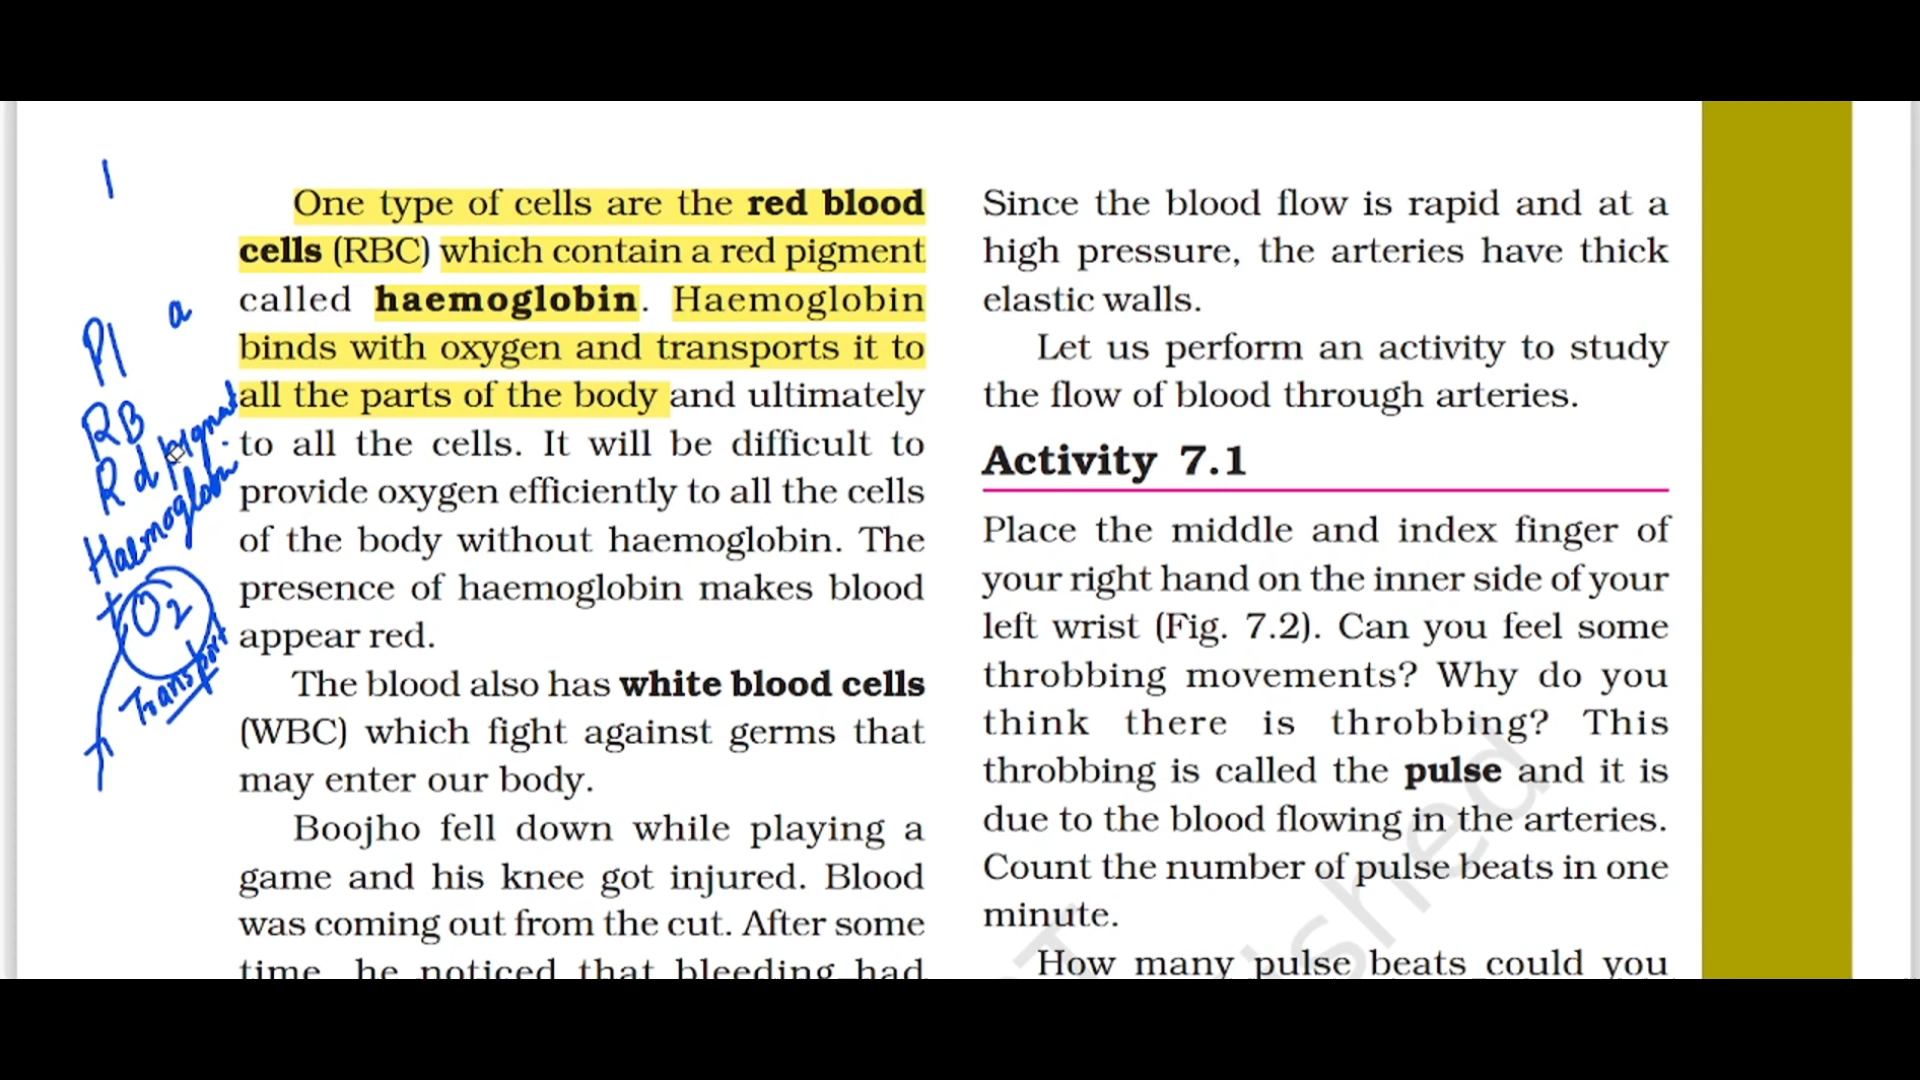 1
Pl a
RB
Rd pigmat
Haemoglobin
+ O2
Transport
One type of cells are the red blood
cells (RBC) which contain a red pigment
called haemoglobin. Haemoglobin
binds with oxygen and transports it to
all the parts of the body and ultimately
to all the cells. It will be difficult to
provide oxygen efficiently to all the cells
of the body without haemoglobin. The
presence of haemoglobin makes blood
appear red.
The blood also has white blood cells
(WBC) which fight against germs that
may enter our body.
Boojho fell down while playing a
game and his knee got injured. Blood
was coming out from the cut. After some
time, he noticed that bleeding had
Since the blood flow is rapid and at a
high pressure, the arteries have thick
elastic walls.
Let us perform an activity to study
the flow of blood through arteries.
Activity 7.1
Place the middle and index finger of
your right hand on the inner side of your
left wrist (Fig. 7.2). Can you feel some
throbbing movements? Why do you
think there is throbbing? This
throbbing is called the pulse and it is
due to the blood flowing in the arteries.
Count the number of pulse beats in one
minute.
How many pulse beats could you